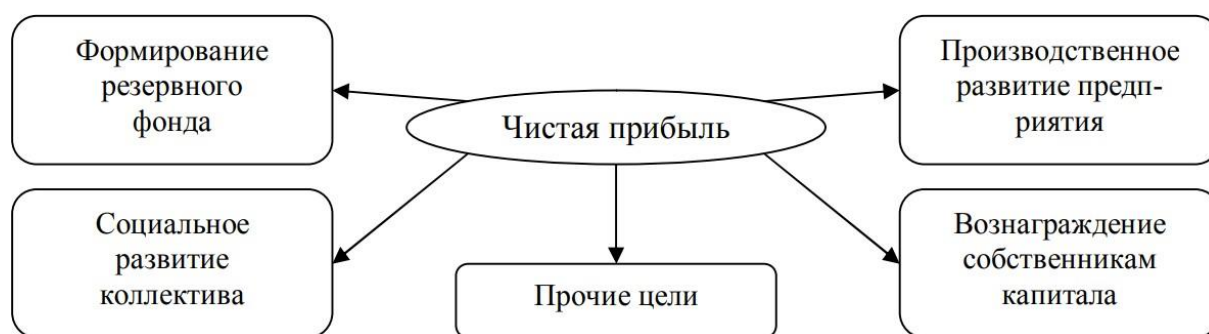 Формирование
резервного
фонда
Чистая прибыль
Производственное
развитие предп-
риятия
Социальное
развитие
коллектива
Прочие цели
Вознаграждение
собственникам
капитала